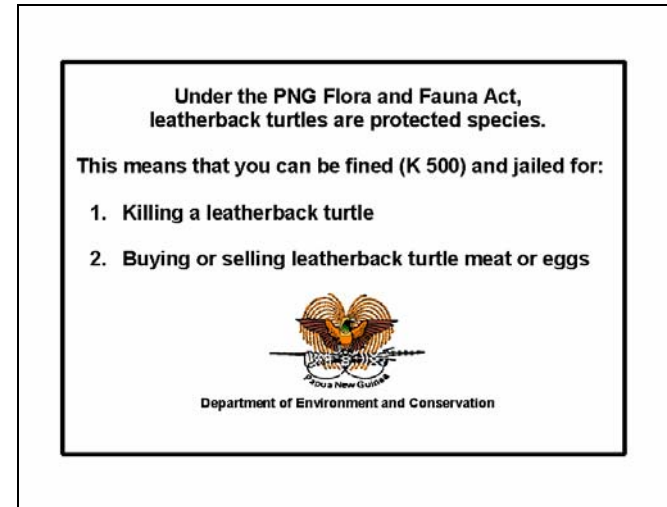 Under the PNG Flora and Fauna Act,
leatherback turtles are protected species.
This means that you can be fined (K 500) and jailed for:
1. Killing a leatherback turtle
2. Buying or selling leatherback turtle meat or eggs
Papua New Guinea
Department of Environment and Conservation